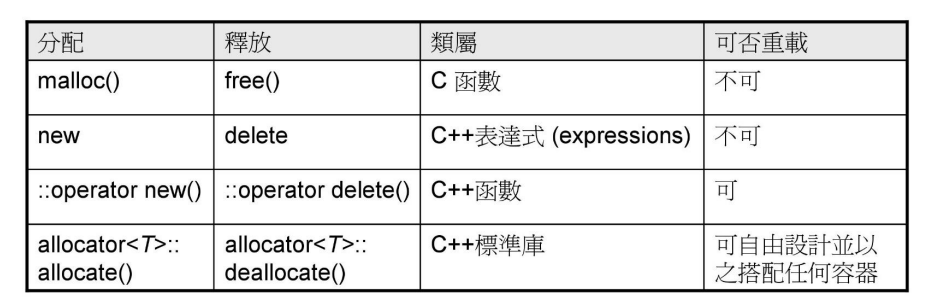 分配 釋放 類屬 可否重載
malloc() free() C 函數 不可
new delete C++表達式 (expressions) 不可
::operator new() ::operator delete() C++函數 可
allocator<T>:: allocator<T>:: C++標準庫 可自由設計並以
allocate() deallocate() 之搭配任何容器